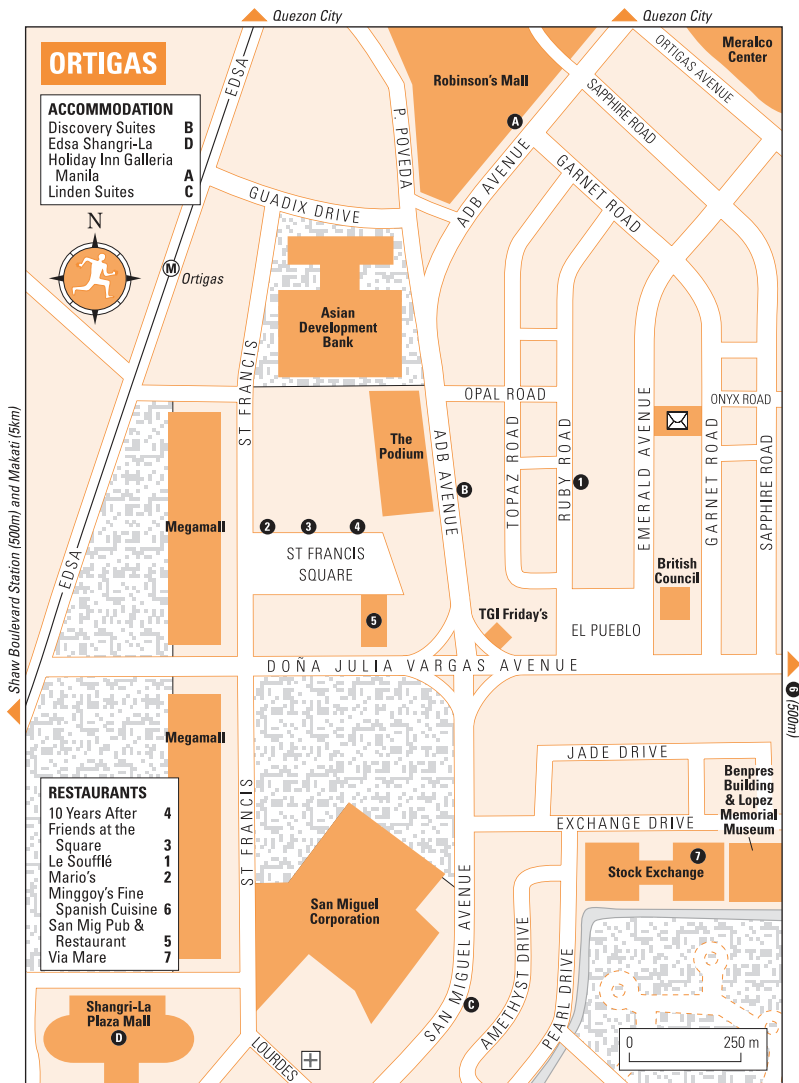 Quezon City
Quezon City
ORTIGAS
ACCOMMODATION
Discovery Suites B
Edsa Shangri-La D
Holiday Inn Galleria
Manila A
Linden Suites C
N
EDSA
P. POVEDA
Robinson's Mall
A
ADB AVENUE
ORTIGAS AVENUE
Meralco
Center
SAPPHIRE ROAD
GARNET ROAD
GUADIX DRIVE
M
Ortigas
Asian
Development
Bank
ST FRANCIS
OPAL ROAD
ONYX ROAD
The
Podium
ADB AVENUE
B
TOPAZ ROAD
RUBY ROAD
1
EMERALD AVENUE
GARNET ROAD
SAPPHIRE ROAD
Megamall
2
3
4
ST FRANCIS
SQUARE
5
EDSA
Shaw Boulevard Station (500m) and Makati (5km)
British
Council
TGI Friday's
EL PUEBLO
DOÑA JULIA VARGAS AVENUE
6
(500m)
Megamall
JADE DRIVE
Benpres
Building
& Lopez
Memorial
Museum
EXCHANGE DRIVE
7
Stock Exchange
RESTAURANTS
10 Years After 4
Friends at the
Square 3
Le Soufflé 1
Mario's 2
Minggoy's Fine
Spanish Cuisine 6
San Mig Pub &
Restaurant 5
Via Mare 7
ST FRANCIS
San Miguel
Corporation
SAN MIGUEL AVENUE
C
AMETHYST DRIVE
PEARL DRIVE
Shangri-La
Plaza Mall
D
LOURDES
0 250 m